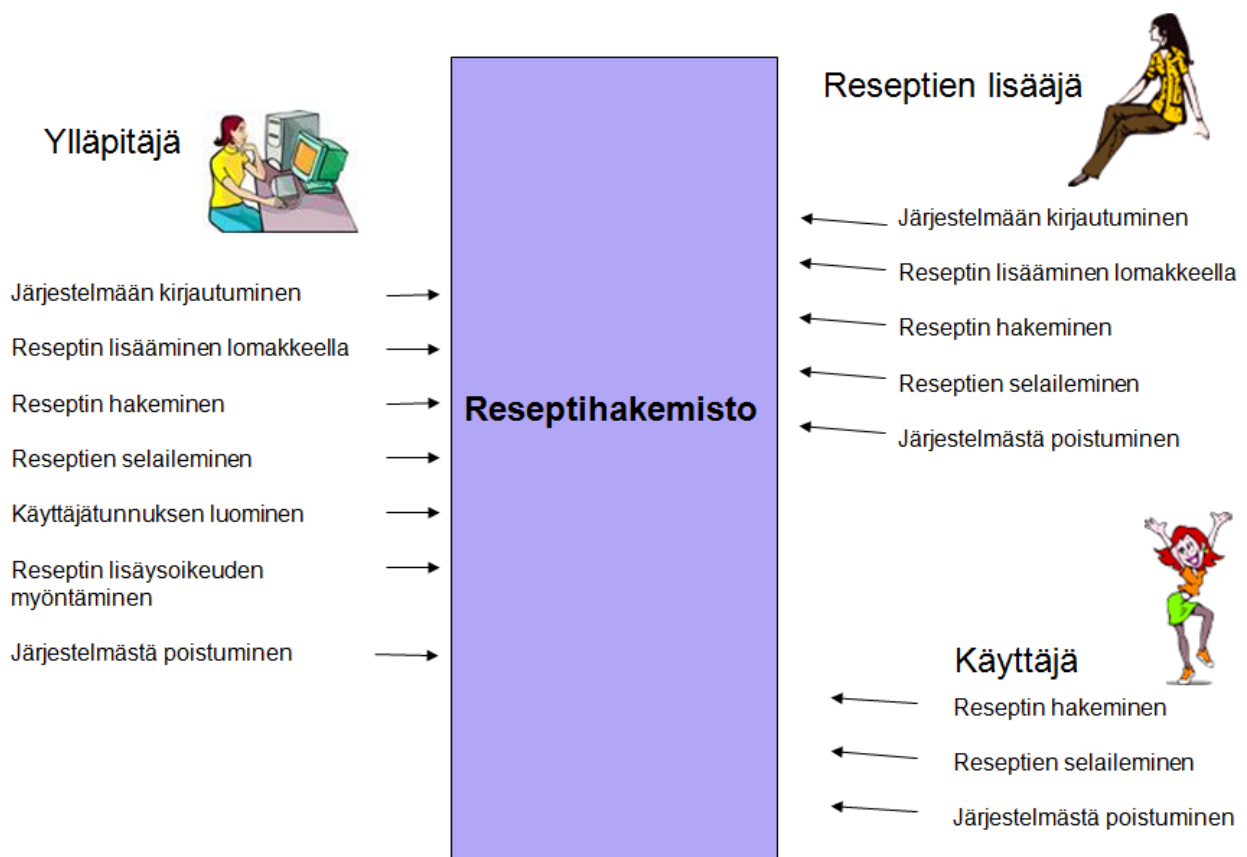 Ylläpitäjä
Järjestelmään kirjautuminen
Reseptin lisääminen lomakkeella
Reseptin hakeminen
Reseptien selaileminen
Käyttäjätunnuksen luominen
Reseptin lisäysoikeuden
myöntäminen
Järjestelmästä poistuminen
Reseptihakemisto
Reseptien lisääjä
Järjestelmään kirjautuminen
Reseptin lisääminen lomakkeella
Reseptin hakeminen
Reseptien selaileminen
Järjestelmästä poistuminen
Käyttäjä
Reseptin hakeminen
Reseptien selaileminen
Järjestelmästä poistuminen